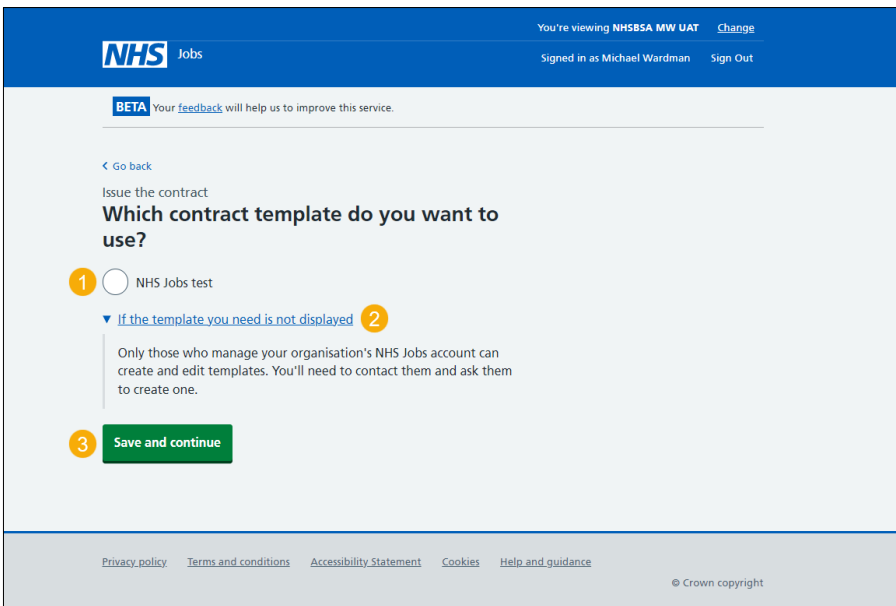 You're viewing NHSBSA MW UAT Change
NHS Jobs
Signed in as Michael Wardman Sign Out
BETA Your feedback will help us to improve this service.
Go back
Issue the contract
Which contract template do you want to
use?
1 NHS Jobs test
If the template you need is not displayed 2
Only those who manage your organisation's NHS Jobs account can
create and edit templates. You'll need to contact them and ask them
to create one.
3 Save and continue
Privacy policy Terms and conditions Accessibility Statement Cookies Help and guidance
© Crown copyright